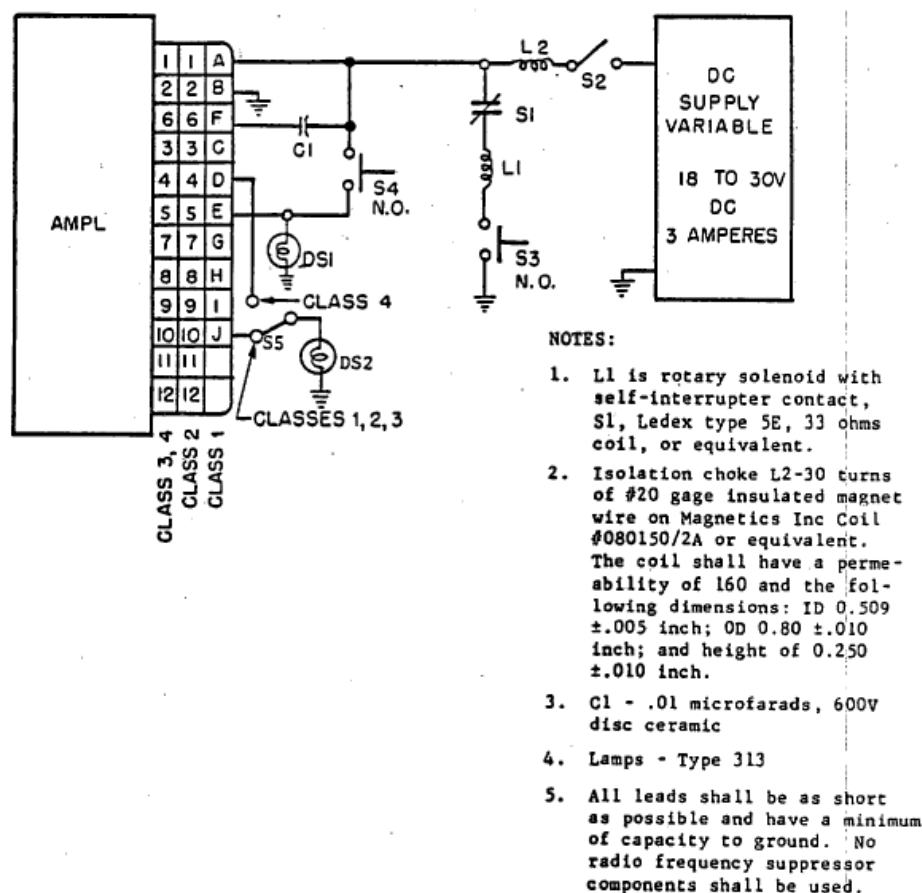 AMPL
1 1 A
2 2 B
6 6 F
3 3 C
4 4 D
5 5 E
7 7 G
8 8 H
9 9 I
10 10 J
11 11
12 12
CLASS 3, 4
CLASS 2
CLASS 1
C1
S4
N.O.
DS1
CLASS 4
S5
DS2
CLASSES 1, 2, 3
L2
S2
S1
L1
S3
N.O.
DC
SUPPLY
VARIABLE
18 TO 30V
DC
3 AMPERES
NOTES:
1. L1 is rotary solenoid with
self-interrupter contact,
S1, Ledex type 5E, 33 ohms
coil, or equivalent.
2. Isolation choke L2-30 turns
of #20 gage insulated magnet
wire on Magnetics Inc Coil
#080150/2A or equivalent.
The coil shall have a perme-
ability of 160 and the fol-
lowing dimensions: ID 0.509
±.005 inch; OD 0.80 ±.010
inch; and height of 0.250
±.010 inch.
3. C1 - .01 microfarads, 600V
disc ceramic
4. Lamps - Type 313
5. All leads shall be as short
as possible and have a minimum
of capacity to ground. No
radio frequency suppressor
components shall be used.